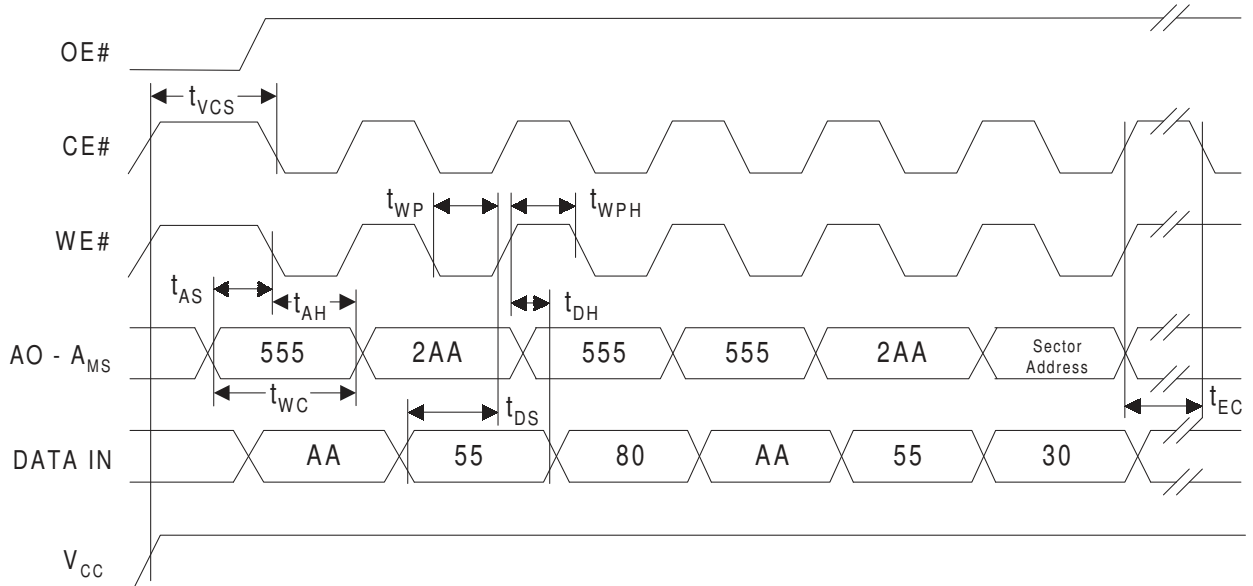 OE#
tVCS
CE#
tWP
tWPH
WE#
tAS
tAH
tDH
AO - AMS
555
2AA
555
555
2AA
Sector
Address
tWC
tDS
tEC
DATA IN
AA
55
80
AA
55
30
VCC